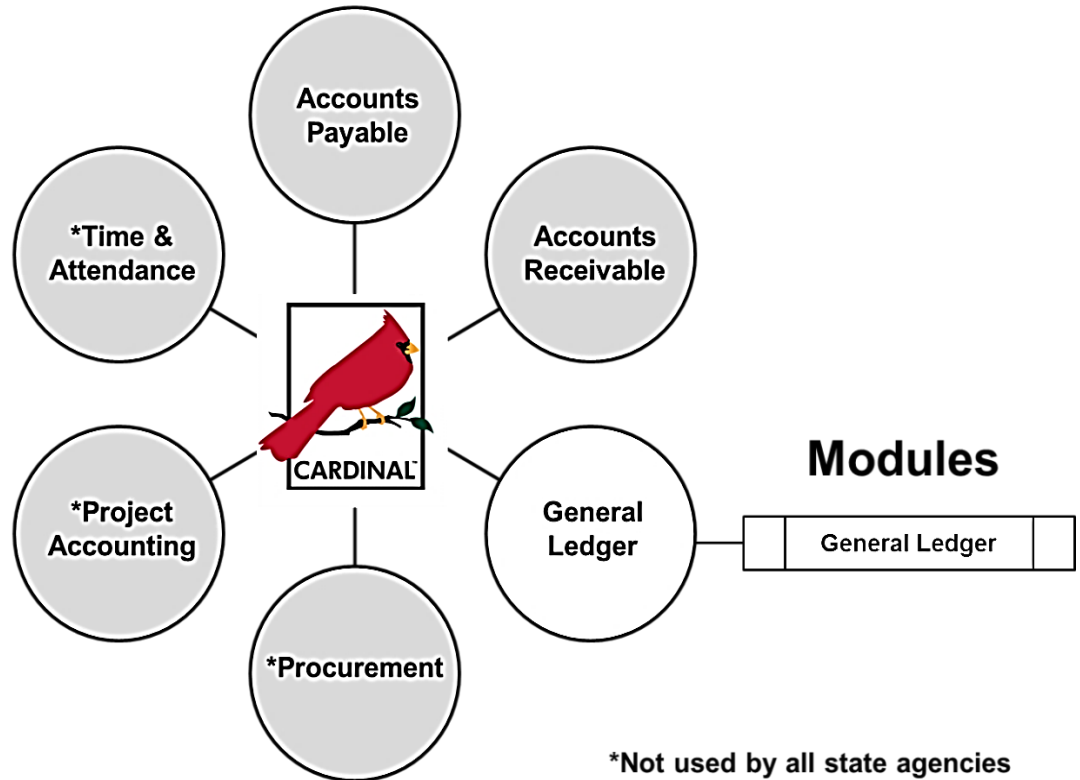 Accounts
Payable
*Time &
Attendance
Accounts
Receivable
CARDINAL™
Modules
*Project
Accounting
General
Ledger
General Ledger
*Procurement
*Not used by all state agencies